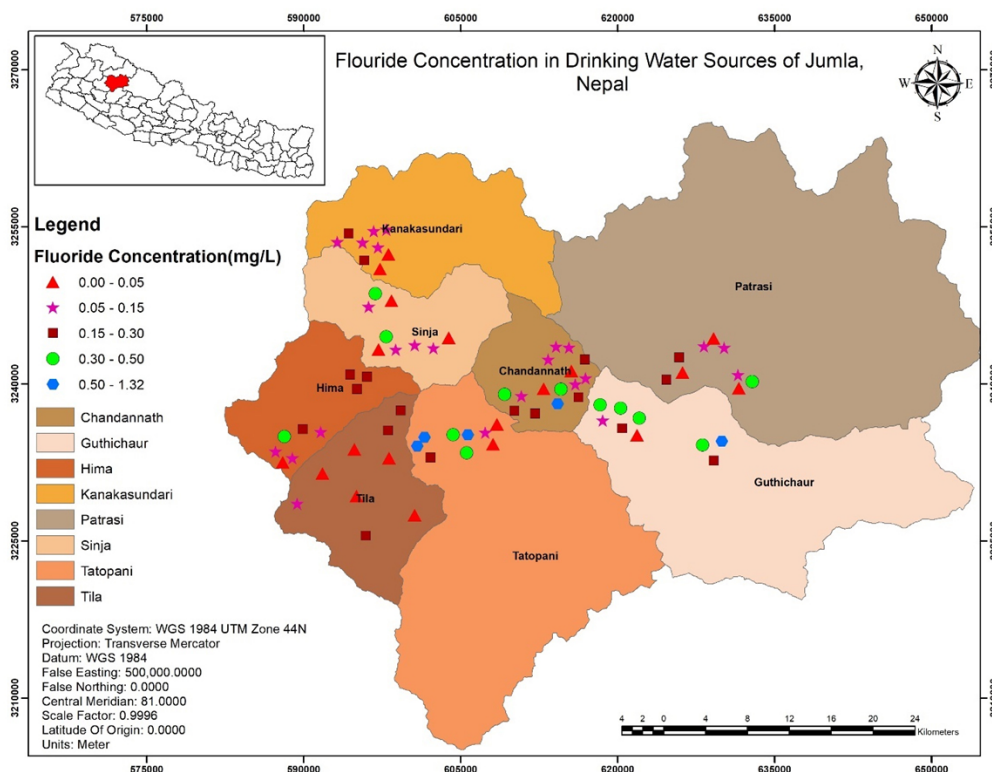 575000 590000 605000 620000 635000 650000
3270000
3270000
Flouride Concentration in Drinking Water Sources of Jumla,
Nepal
N
W E
S
3255000
3255000
Kanakasundari
Patrasi
Sinja
Chandannath
Hima
Guthichaur
Tila
Tatopani
Legend
Fluoride Concentration(mg/L)
0.00 - 0.05
0.05 - 0.15
0.15 - 0.30
0.30 - 0.50
0.50 - 1.32
Chandannath
Guthichaur
Hima
Kanakasundari
Patrasi
Sinja
Tatopani
Tila
3240000
3240000
3225000
3225000
3210000
Coordinate System: WGS 1984 UTM Zone 44N
Projection: Transverse Mercator
Datum: WGS 1984
False Easting: 500,000.0000
False Northing: 0.0000
Central Meridian: 81.0000
Scale Factor: 0.9996
Latitude Of Origin: 0.0000
Units: Meter
4 2 0 4 8 12 16 20 24
Kilometers
575000 590000 605000 620000 635000 650000